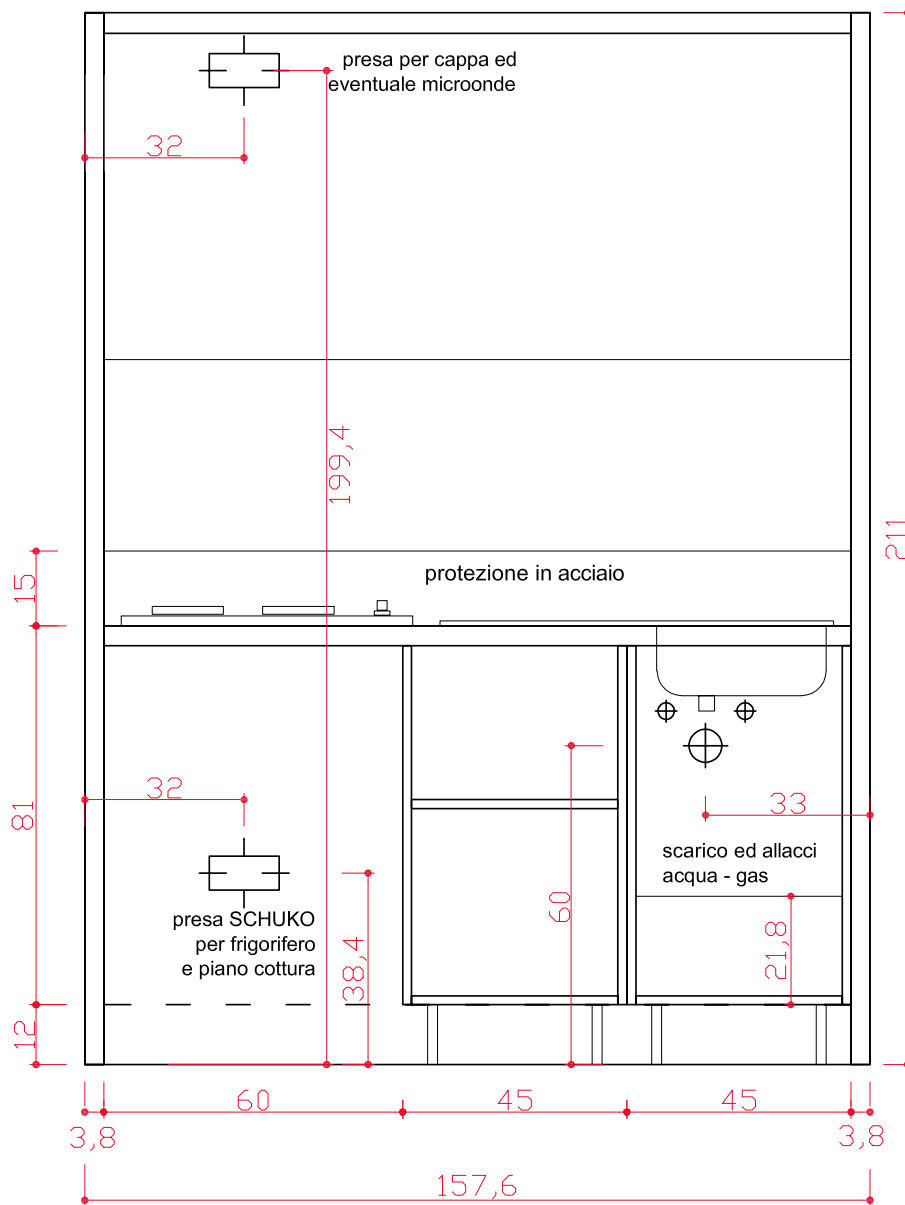 presa per cappa ed
eventuale microonde
32
199,4
211
15
protezione in acciaio
81
32
33
scarico ed allacci
acqua - gas
60
21,8
presa SCHUKO
per frigorifero
e piano cottura
38,4
12
60
45
45
3,8
3,8
157,6